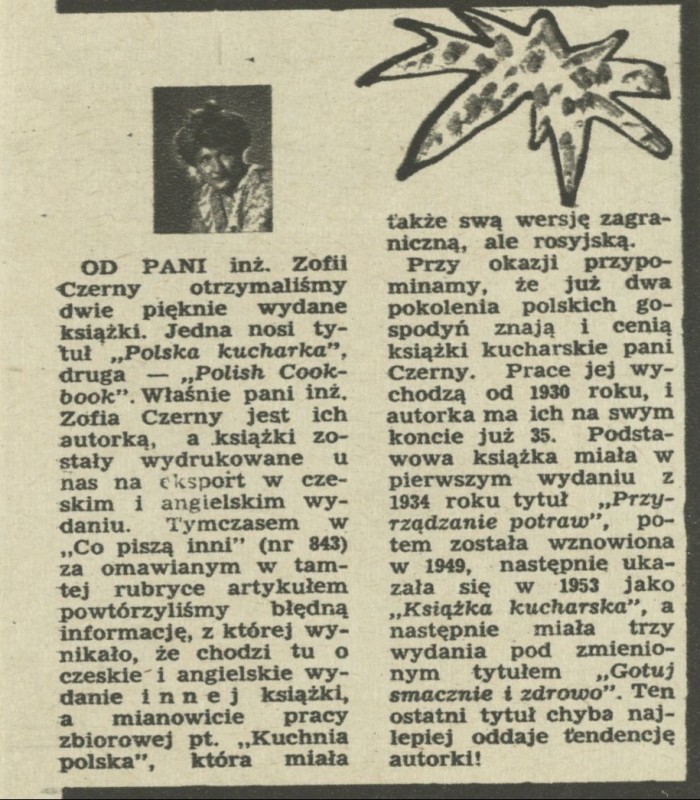 OD PANI inż. Zofii
Czerny otrzymaliśmy
dwie pięknie wydane
książki. Jedna nosi ty-
tuł „Polska kucharka”,
druga — „Polish Cook-
book”. Właśnie pani inż.
Zofia Czerny jest ich
autorką, a książki zo-
stały wydrukowane u
nas na eksport w cze-
skim i angielskim wy-
daniu. Tymczasem w
„Co piszą inni” (nr 843)
za omawianym w tam-
tej rubryce artykułem
powtórzyliśmy błędną
informację, z której wy-
nikało, że chodzi tu o
czeskie i angielskie wy-
danie i n n e j książki,
a mianowicie pracy
zbiorowej pt. „Kuchnia
polska”, która miała
także swą wersję zagra-
niczną, ale rosyjską.
Przy okazji przypo-
minamy, że już dwa
pokolenia polskich go-
spodyń znają i cenią
książki kucharskie pani
Czerny. Prace jej wy-
chodzą od 1930 roku, i
autorka ma ich na swym
koncie już 35. Podsta-
wowa książka miała w
pierwszym wydaniu z
1934 roku tytuł „Przy-
rządzanie potraw”, po-
tem została wznowiona
w 1949, następnie uka-
zała się w 1953 jako
„Książka kucharska”, a
następnie miała trzy
wydania pod zmienio-
nym tytułem „Gotuj
smacznie i zdrowo”. Ten
ostatni tytuł chyba naj-
lepiej oddaje tendencję
autorki!